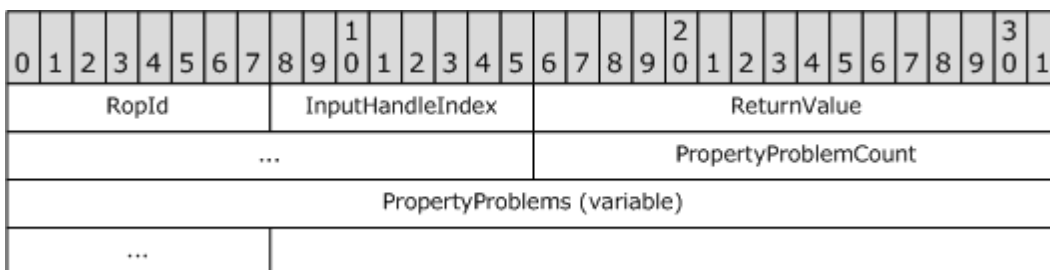 1 2 3
0 1 2 3 4 5 6 7 8 9 0 1 2 3 4 5 6 7 8 9 0 1 2 3 4 5 6 7 8 9 0 1
RopId InputHandleIndex ReturnValue
... PropertyProblemCount
PropertyProblems (variable)
...